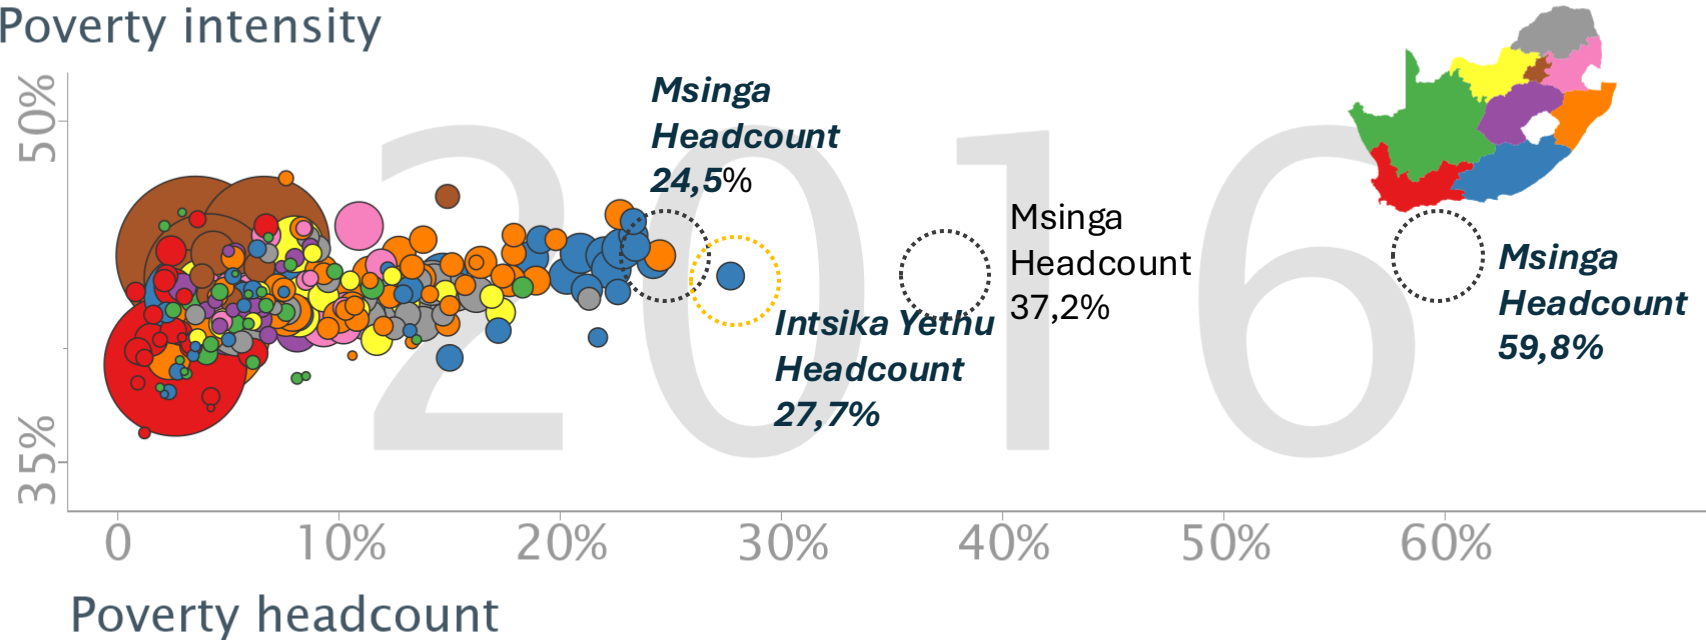 Poverty intensity
50%
35%
2016
Msinga
Headcount
24,5%
Intsika Yethu
Headcount
27,7%
Msinga
Headcount
37,2%
Msinga
Headcount
59,8%
0 10% 20% 30% 40% 50% 60%
Poverty headcount